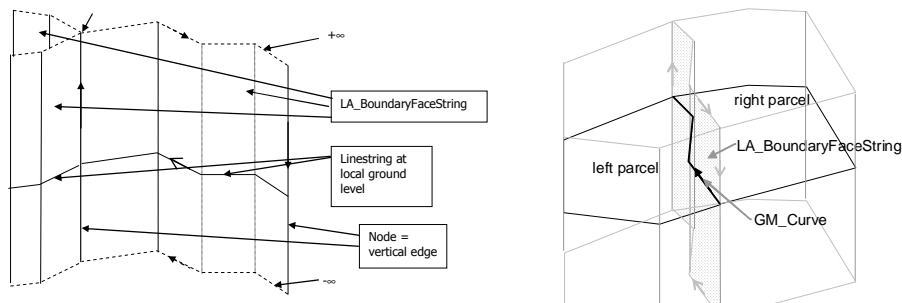 +∞
LA_BoundaryFaceString
Linestring at
local ground
level
Node =
vertical edge
-∞
right parcel
LA_BoundaryFaceString
left parcel
GM_Curve